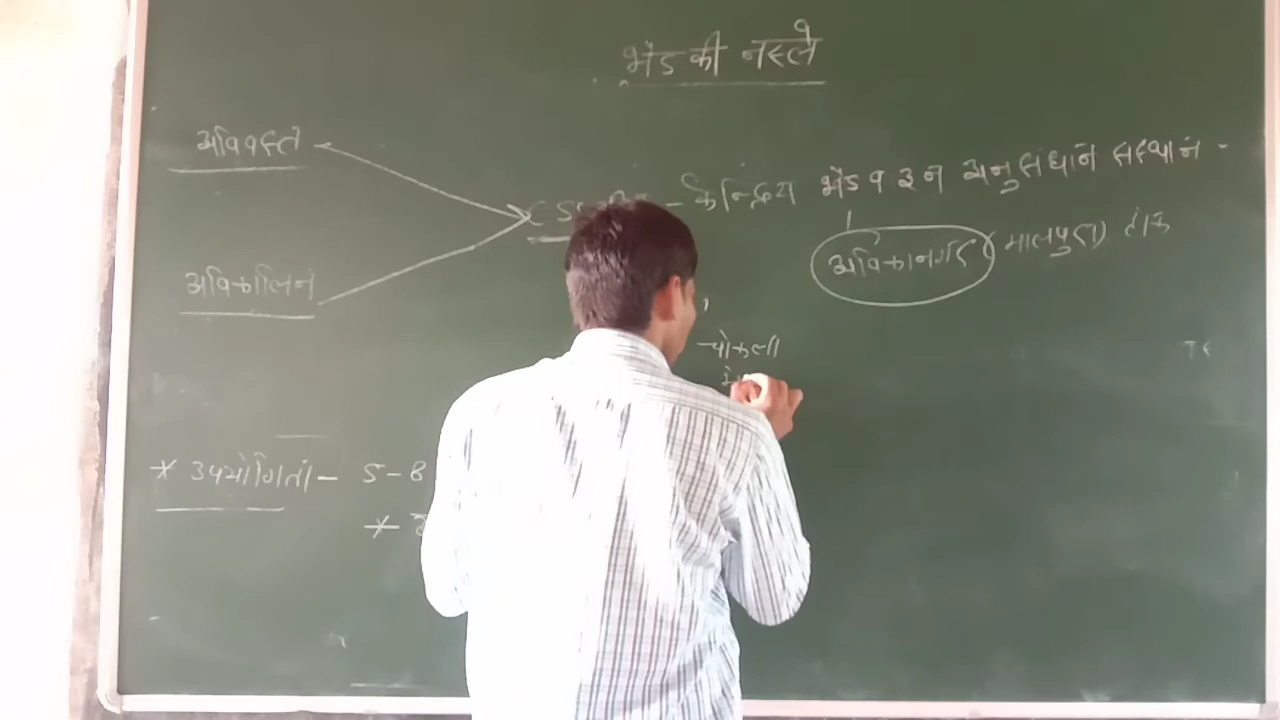 भेड की नस्ले
अविवस्त्र
केन्द्रिय भेड व ऊन अनुसंधान संस्थान -
अविकानगर (मालपुरा) टोंक
अविकालिन
चोकला
* उपयोगिता - 5-8
*